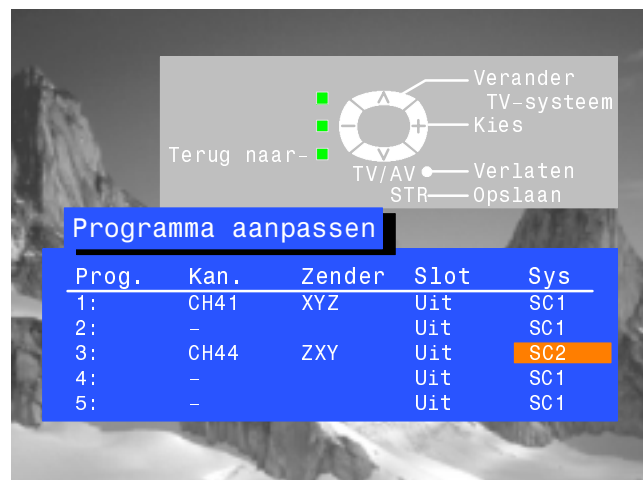 Verander
TV-systeem
Kies
Terug naar-
TV/AV Verlaten
STR Opslaan
Programma aanpassen
Prog. Kan. Zender Slot Sys
1: CH41 XYZ Uit SC1
2: – Uit SC1
3: CH44 ZXY Uit SC2
4: – Uit SC1
5: – Uit SC1